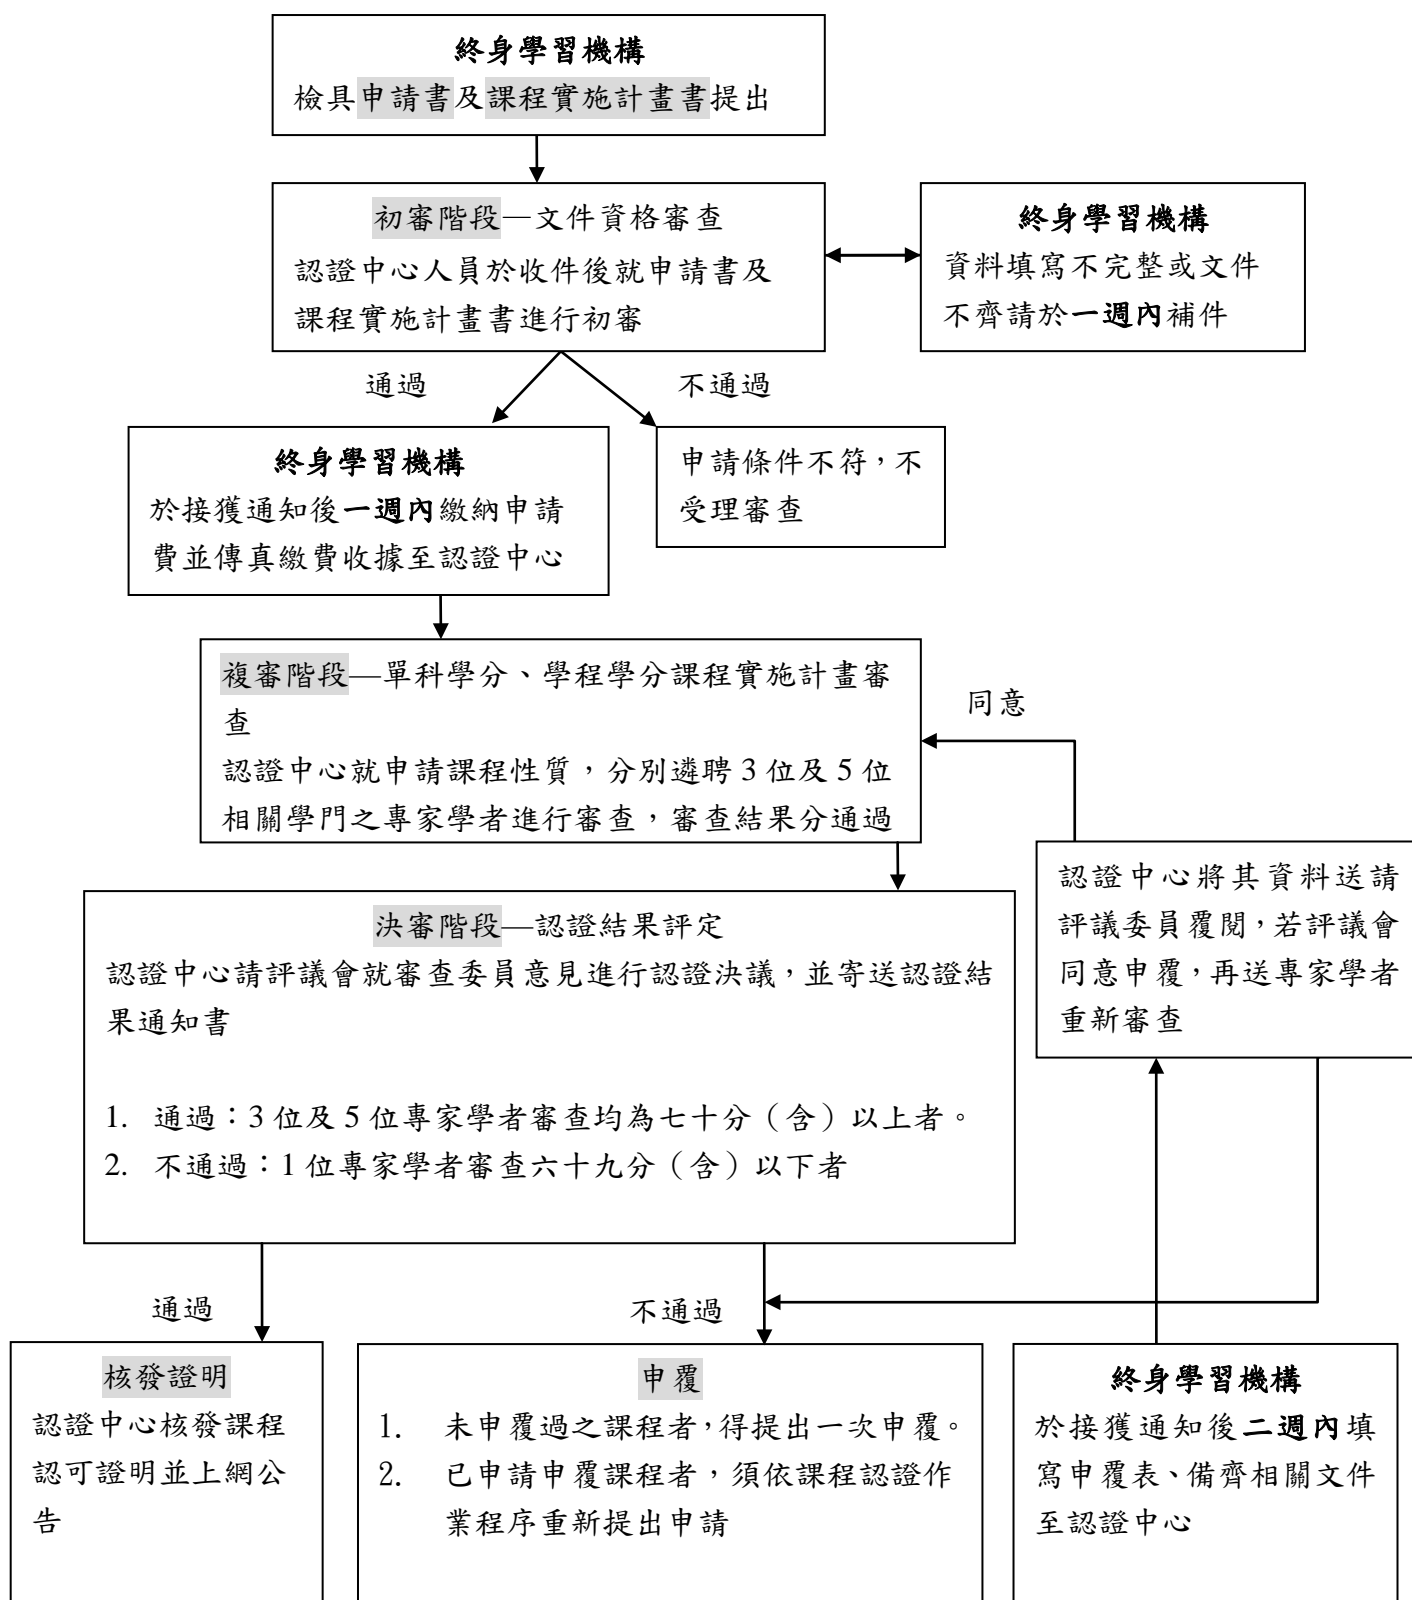 終身學習機構
檢具申請書及課程實施計畫書提出
初審階段—文件資格審查
認證中心人員於收件後就申請書及
課程實施計畫書進行初審
終身學習機構
資料填寫不完整或文件
不齊請於一週內補件
通過
不通過
終身學習機構
於接獲通知後一週內繳納申請
費並傳真繳費收據至認證中心
申請條件不符，不
受理審查
複審階段—單科學分、學程學分課程實施計畫審
查
認證中心就申請課程性質，分別遴聘 3 位及 5 位
相關學門之專家學者進行審查，審查結果分通過
同意
認證中心將其資料送請
評議委員覆閱，若評議會
同意申覆，再送專家學者
重新審查
決審階段—認證結果評定
認證中心請評議會就審查委員意見進行認證決議，並寄送認證結
果通知書
1. 通過：3 位及 5 位專家學者審查均為七十分（含）以上者。
2. 不通過：1 位專家學者審查六十九分（含）以下者
通過
不通過
核發證明
認證中心核發課程
認可證明並上網公
告
申覆
1. 未申覆過之課程者，得提出一次申覆。
2. 已申請申覆課程者，須依課程認證作
業程序重新提出申請
終身學習機構
於接獲通知後二週內填
寫申覆表、備齊相關文件
至認證中心